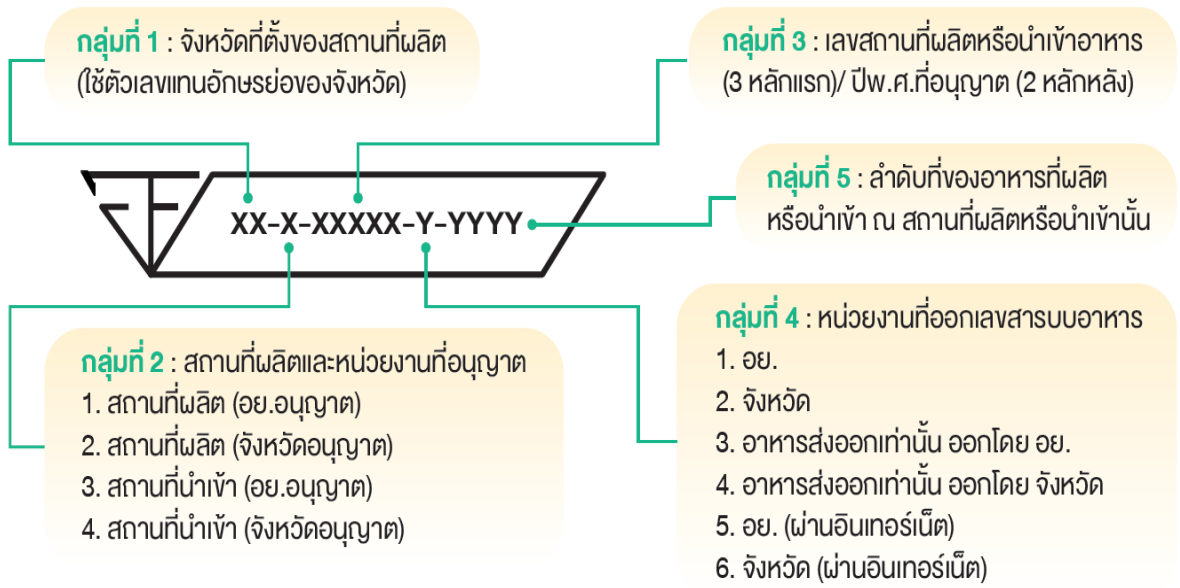 กลุ่มที่ 1 : จังหวัดที่ตั้งของสถานที่ผลิต
(ใช้ตัวเลขแทนอักษรย่อของจังหวัด)
กลุ่มที่ 3 : เลขสถานที่ผลิตหรือนำเข้าอาหาร
(3 หลักแรก)/ ปีพ.ศ.ที่อนุญาต (2 หลักหลัง)
กลุ่มที่ 5 : ลำดับที่ของอาหารที่ผลิต
หรือนำเข้า ณ สถานที่ผลิตหรือนำเข้านั้น
XX-X-XXXXX-Y-YYYY
กลุ่มที่ 2 : สถานที่ผลิตและหน่วยงานที่อนุญาต
1. สถานที่ผลิต (อย.อนุญาต)
2. สถานที่ผลิต (จังหวัดอนุญาต)
3. สถานที่นำเข้า (อย.อนุญาต)
4. สถานที่นำเข้า (จังหวัดอนุญาต)
กลุ่มที่ 4 : หน่วยงานที่ออกเลขสารบบอาหาร
1. อย.
2. จังหวัด
3. อาหารส่งออกเท่านั้น ออกโดย อย.
4. อาหารส่งออกเท่านั้น ออกโดย จังหวัด
5. อย. (ผ่านอินเทอร์เน็ต)
6. จังหวัด (ผ่านอินเทอร์เน็ต)